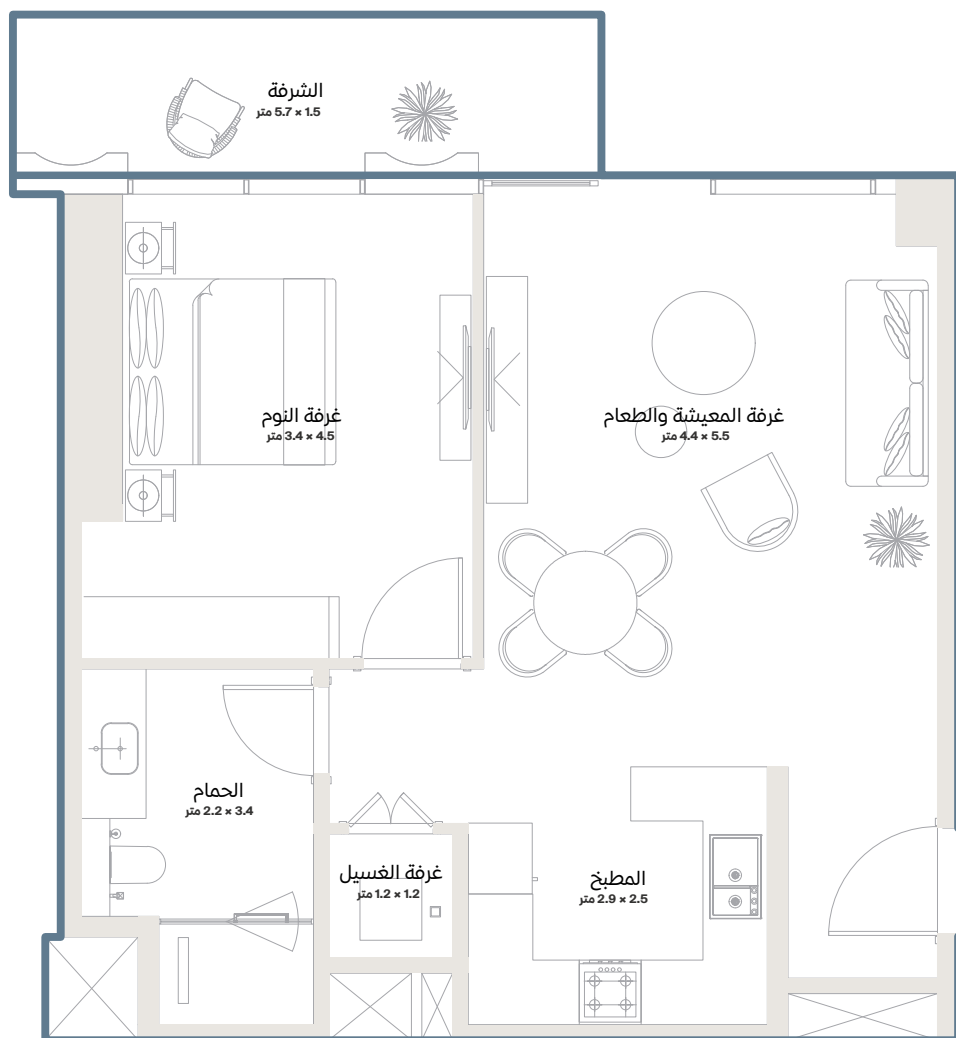 الشرفة
5.7 × 1.5 متر
غرفة المعيشة والطعام
4.4 × 5.5 متر
غرفة النوم
3.4 × 4.5 متر
الحمام
2.2 × 3.4 متر
غرفة الغسيل
1.2 × 1.2 متر
المطبخ
2.9 × 2.5 متر